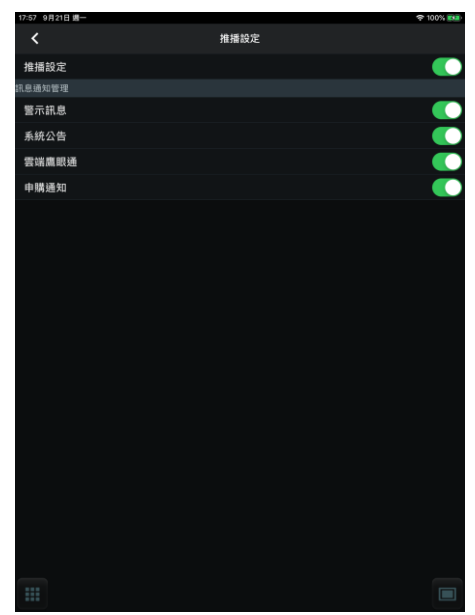 17:57 9月21日 週一 100%
推播設定
推播設定
訊息通知管理
警示訊息
系統公告
雲端鷹眼通
申購通知